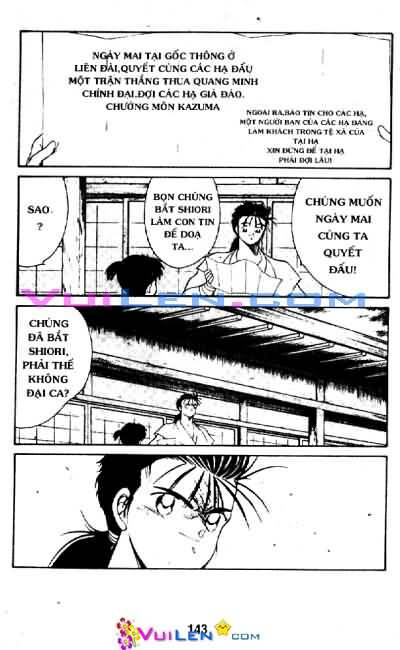 NGÀY MAI TẠI GỐC THÔNG Ở
LIÊN ĐÀI,QUYẾT CÙNG CÁC HẠ ĐẤU
MỘT TRẬN THẮNG THUA QUANG MINH
CHÍNH ĐẠI.ĐỢI CÁC HẠ GIÁ ĐÁO.
CHƯỞNG MÔN KAZUMA
NGOÀI RA,BÁO TIN CHO CÁC HẠ,
MỘT NGƯỜI BẠN CỦA CÁC HẠ ĐANG
LÀM KHÁCH TRONG TỆ XÁ CỦA
TẠI HẠ
XIN ĐỪNG ĐỂ TẠI HẠ
PHẢI ĐỢI LÂU!
CHÚNG MUỐN
NGÀY MAI
CÙNG TA
QUYẾT
ĐẤU!
BỌN CHÚNG
BẮT SHIORI
LÀM CON TIN
ĐỂ DOẠ
TA...
SAO
?
VUILEN.COM
CHÚNG
ĐÃ BẮT
SHIORI,
PHẢI THẾ
KHÔNG
ĐẠI CA?
143
VUILEN.COM